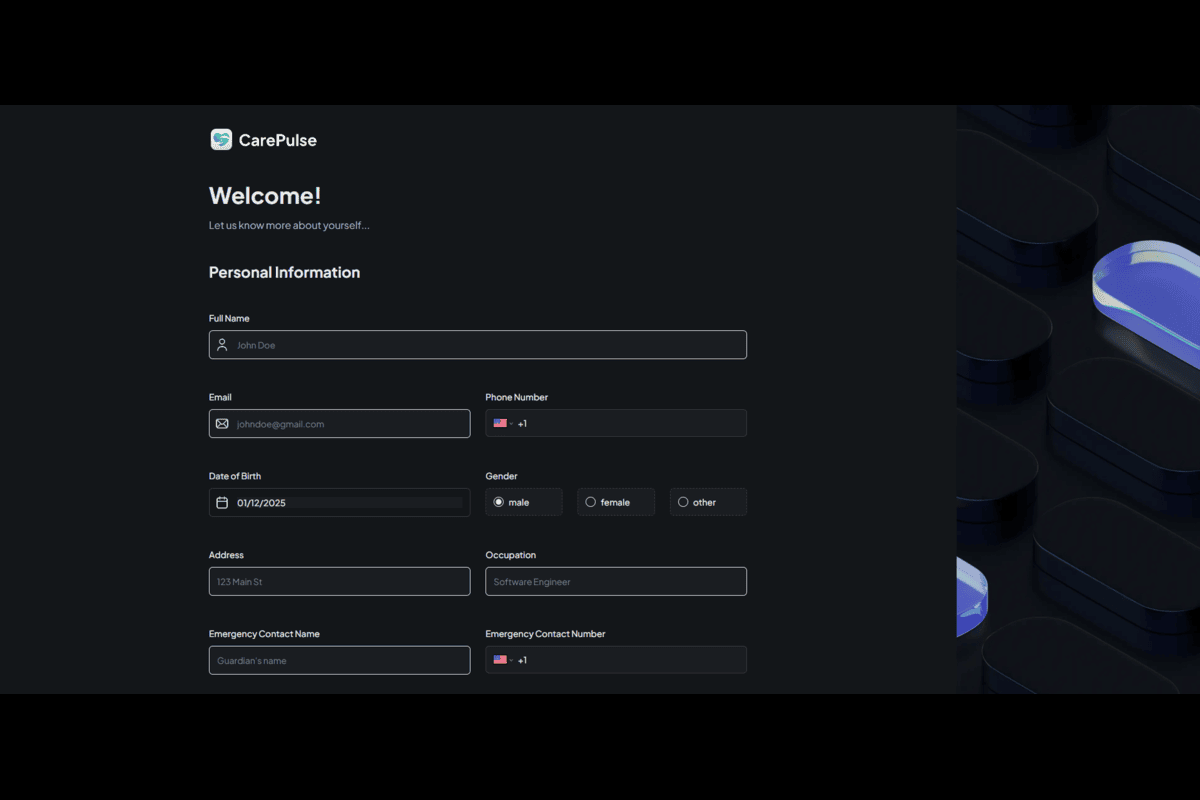 CarePulse
Welcome!
Let us know more about yourself...
Personal Information
Full Name
John Doe
Email
Phone Number
johndoe@gmail.com
+1
Date of Birth
Gender
01/12/2025
male
female
other
Address
Occupation
123 Main St
Software Engineer
Emergency Contact Name
Emergency Contact Number
Guardian's name
+1